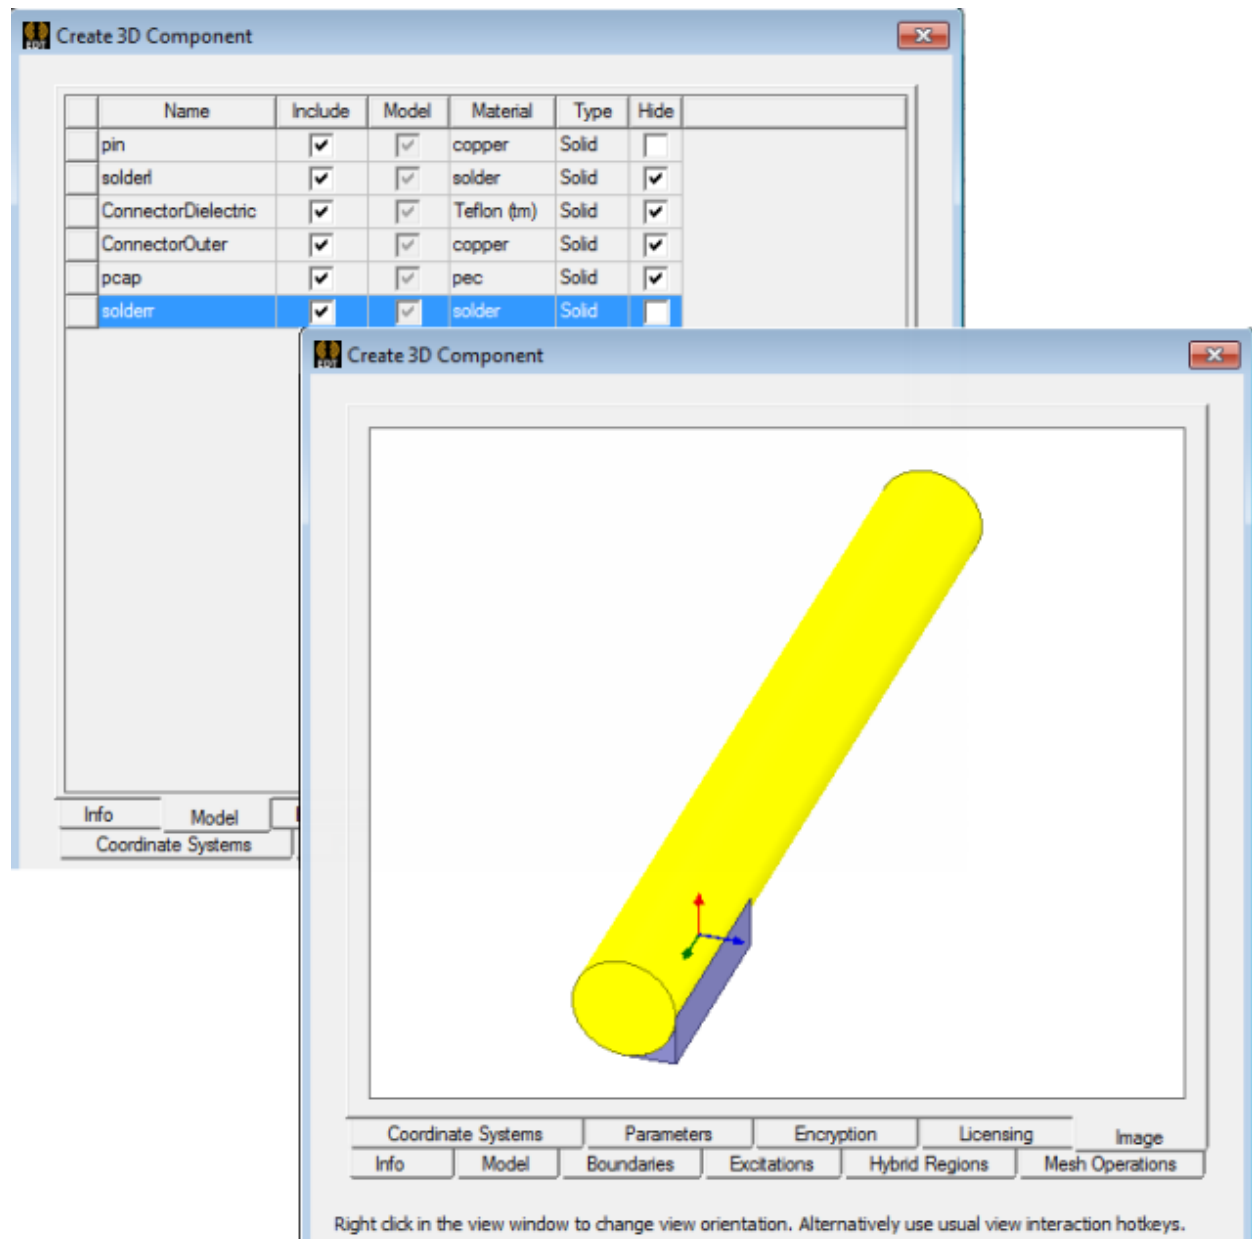 EDT Create 3D Component
Name Include Model Material Type Hide
pin copper Solid
solderl solder Solid
ConnectorDielectric Teflon (tm) Solid
ConnectorOuter copper Solid
pcap pec Solid
solderr solder Solid
EDT Create 3D Component
Info Model
Coordinate Systems
Coordinate Systems Parameters Encryption Licensing Image
Info Model Boundaries Excitations Hybrid Regions Mesh Operations
Right click in the view window to change view orientation. Alternatively use usual view interaction hotkeys.